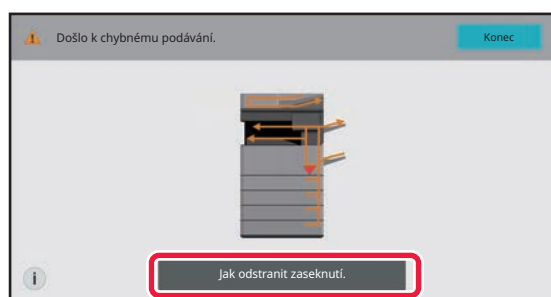 Došlo k chybnému podávání.
Konec
Jak odstranit zaseknutí.
i